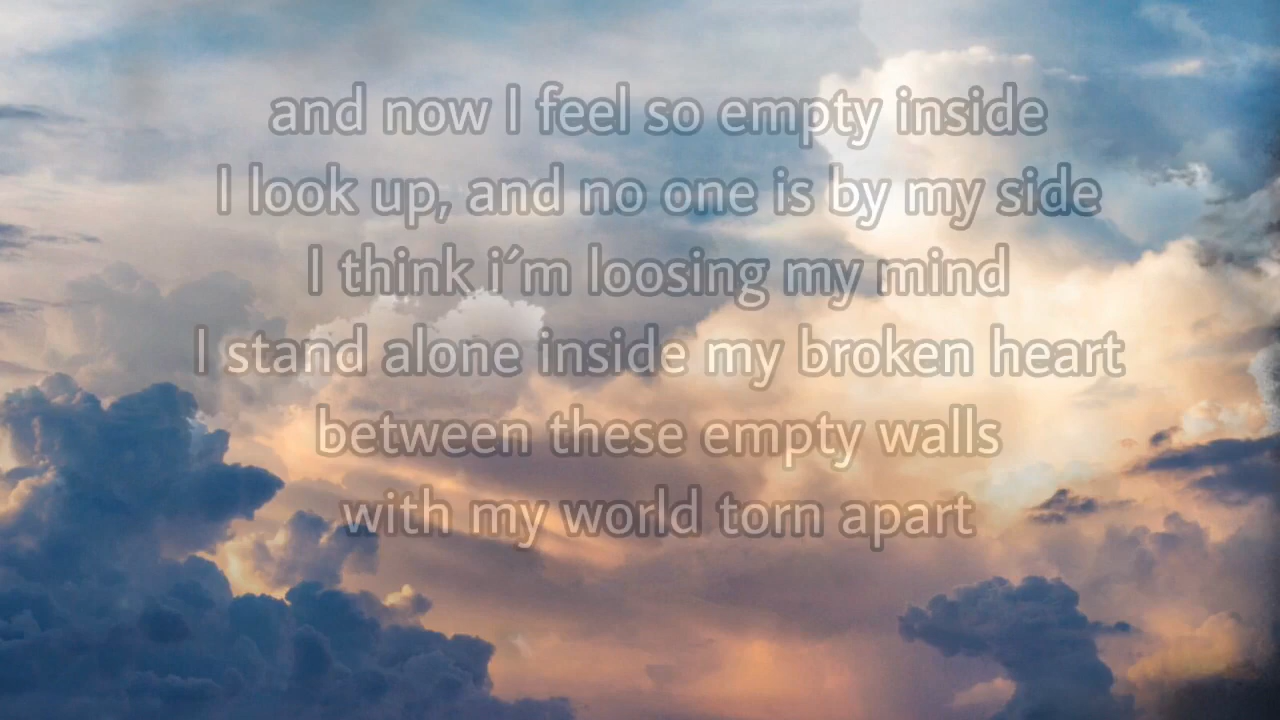 and now I feel so empty inside
I look up, and no one is by my side
I think i´m loosing my mind
I stand alone inside my broken heart
between these empty walls
with my world torn apart